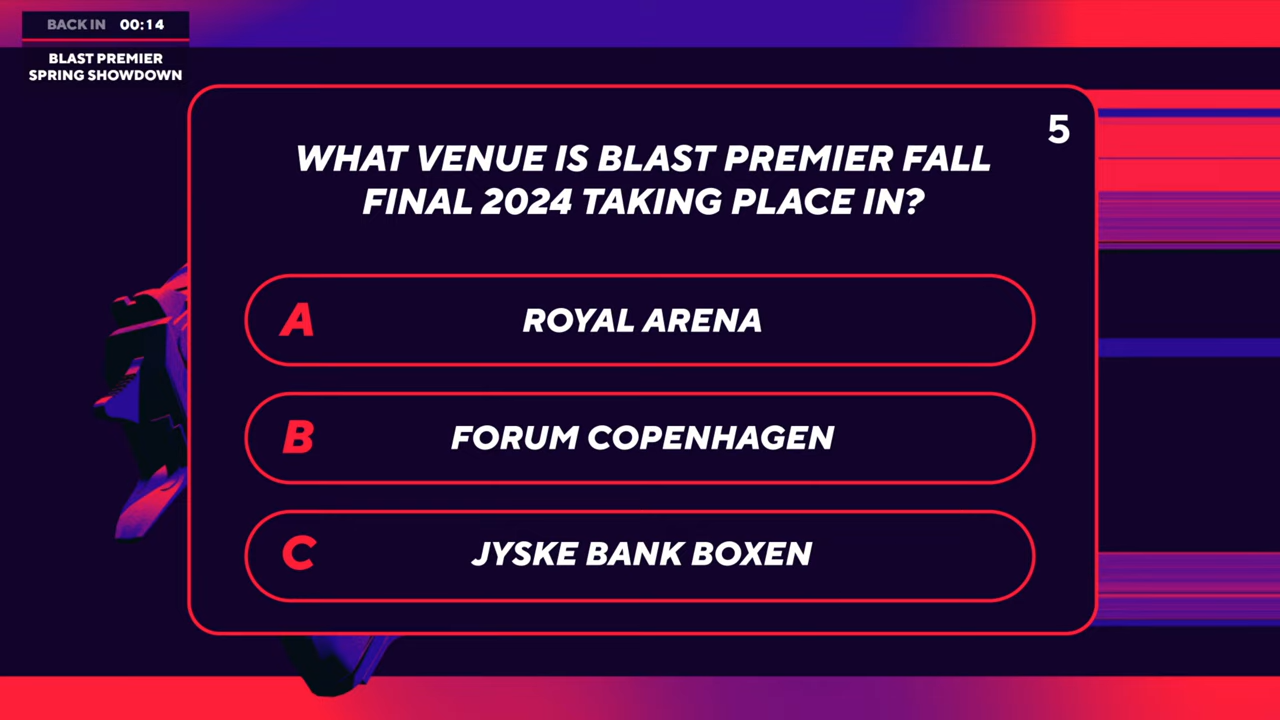 BACK IN 00:14
BLAST PREMIER
SPRING SHOWDOWN
5
WHAT VENUE IS BLAST PREMIER FALL
FINAL 2024 TAKING PLACE IN?
A ROYAL ARENA
B FORUM COPENHAGEN
C JYSKE BANK BOXEN